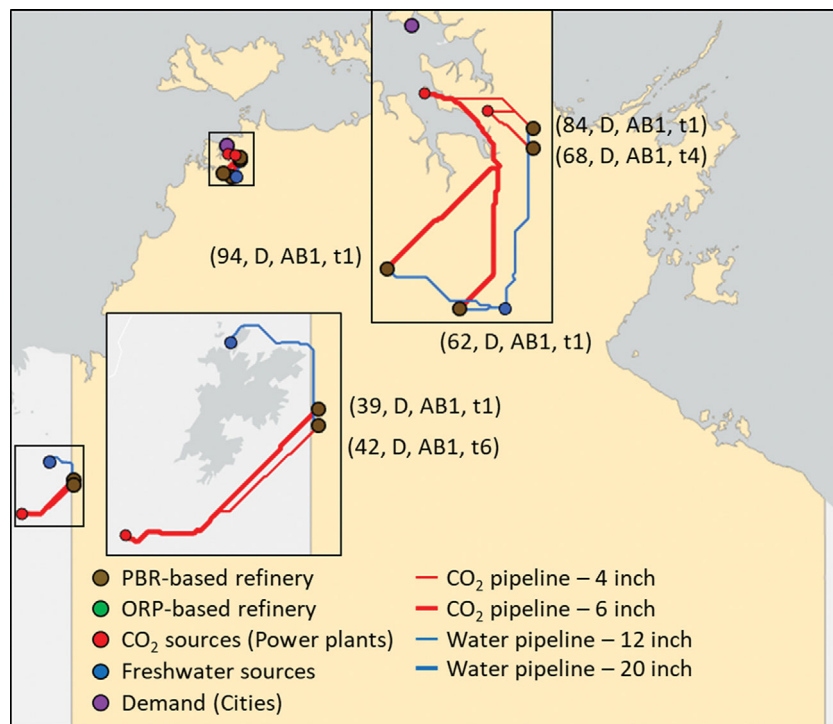 (84, D, AB1, t1)
(68, D, AB1, t4)
(94, D, AB1, t1)
(62, D, AB1, t1)
(39, D, AB1, t1)
(42, D, AB1, t6)
PBR-based refinery
ORP-based refinery
CO₂ sources (Power plants)
Freshwater sources
Demand (Cities)
CO₂ pipeline – 4 inch
CO₂ pipeline – 6 inch
Water pipeline – 12 inch
Water pipeline – 20 inch